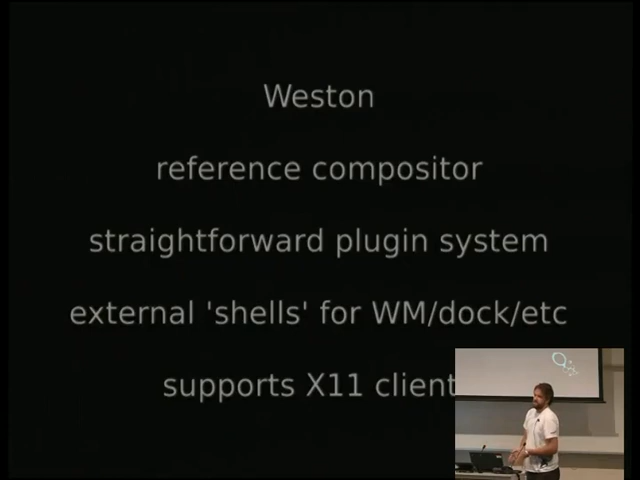 Weston
reference compositor
straightforward plugin system
external 'shells' for WM/dock/etc
supports X11 client